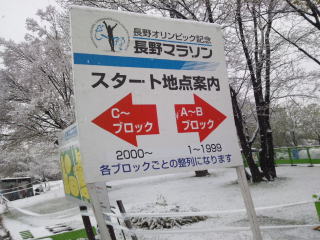 長野オリンピック記念
長野マラソン
スタート地点案内
C〜
ブロック
A〜B
ブロック
2000〜
1〜1999
各ブロックごとの整列になります